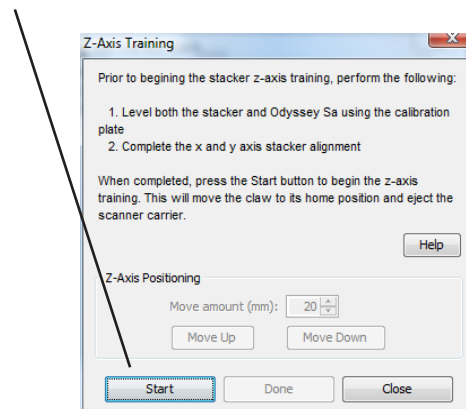 Z-Axis Training
Prior to begining the stacker z-axis training, perform the following:
1. Level both the stacker and Odyssey Sa using the calibration
plate
2. Complete the x and y axis stacker alignment
When completed, press the Start button to begin the z-axis
training. This will move the claw to its home position and eject the
scanner carrier.
Help
Z-Axis Positioning
Move amount (mm): 20
Move Up Move Down
Start Done Close